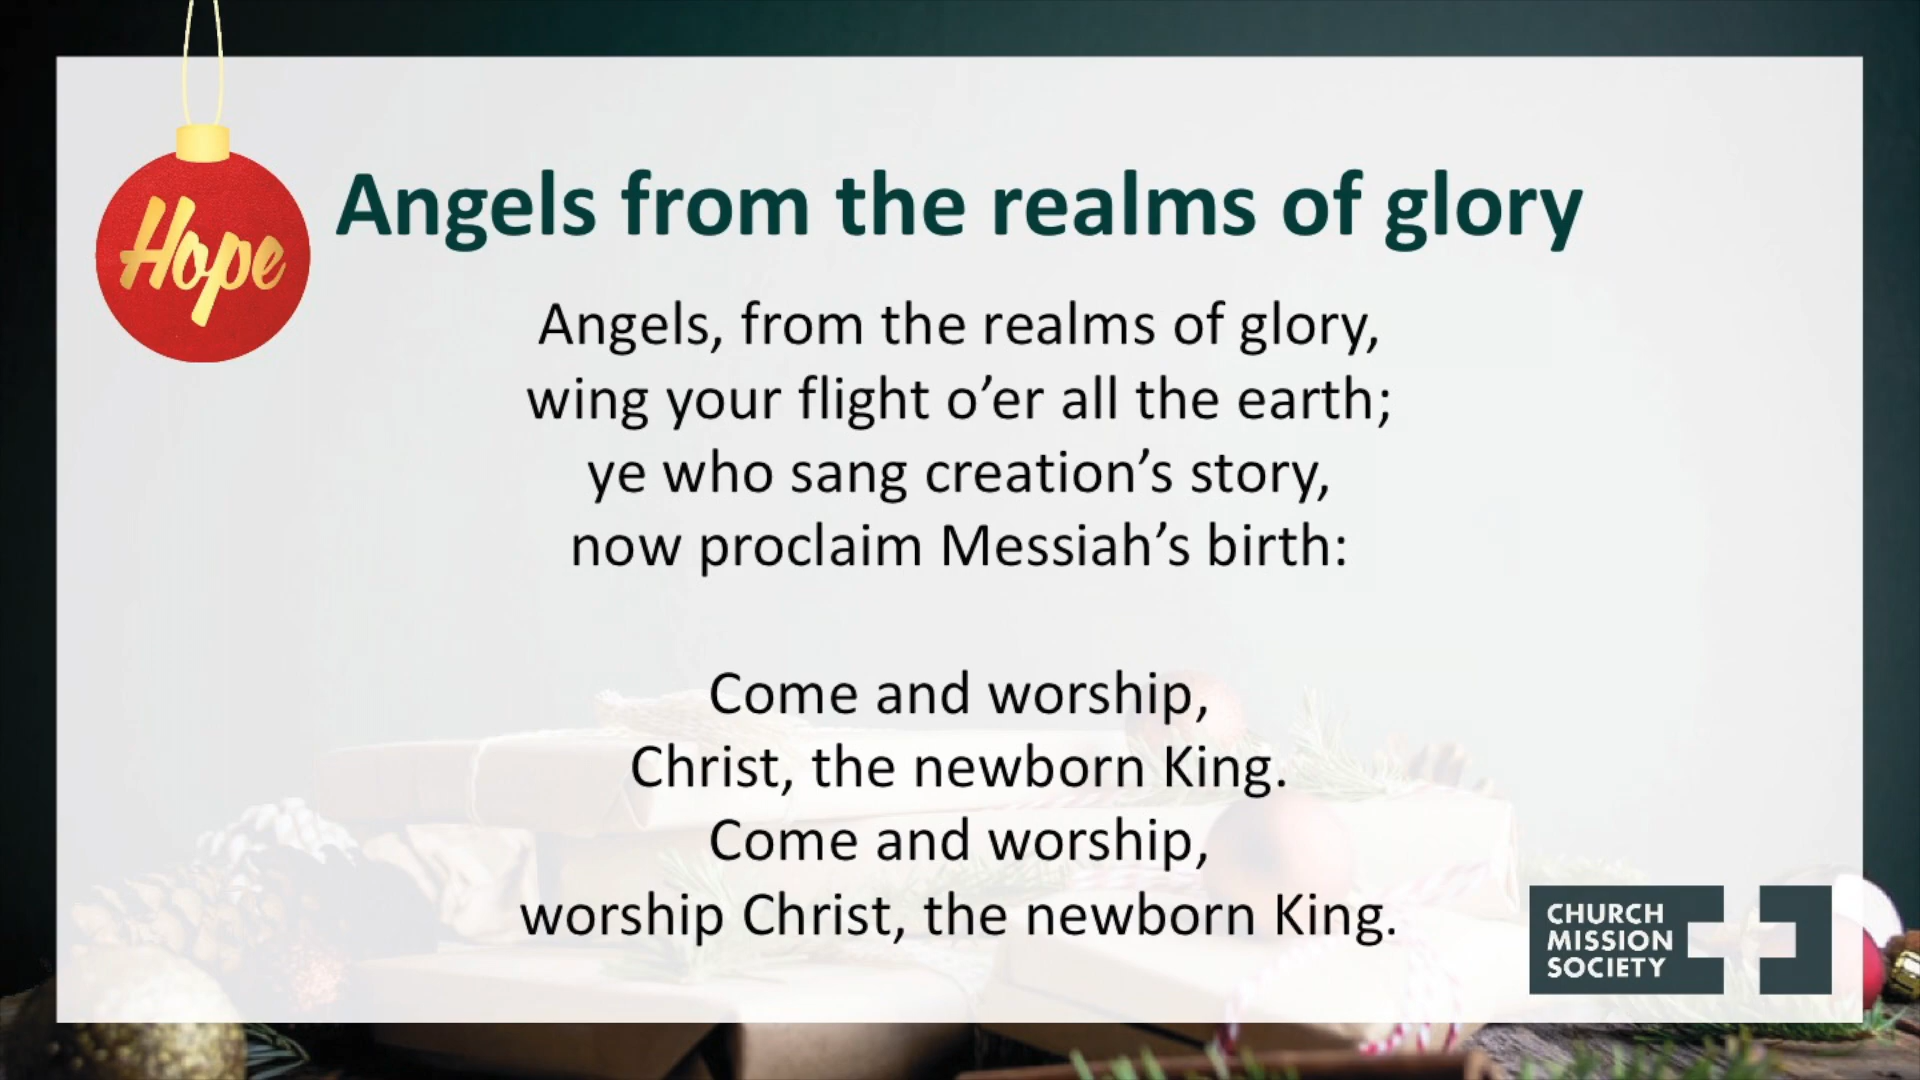 Hope
Angels from the realms of glory
Angels, from the realms of glory,
wing your flight o’er all the earth;
ye who sang creation’s story,
now proclaim Messiah’s birth:
Come and worship,
Christ, the newborn King.
Come and worship,
worship Christ, the newborn King.
CHURCH
MISSION
SOCIETY